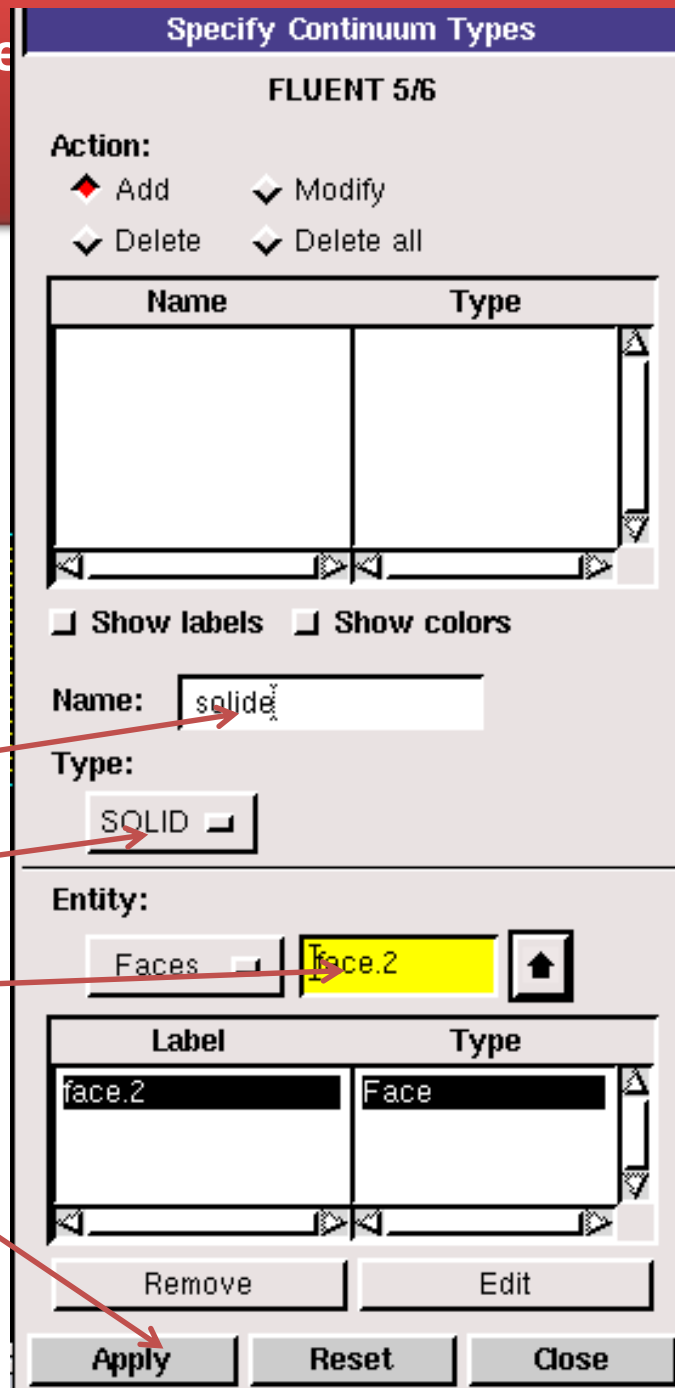 Specify Continuum Types
e
FLUENT 5/6
Action:
Add Modify
Delete Delete all
Name Type
Show labels Show colors
Name: solide
Type:
SOLID
Entity:
Faces face.2
Label Type
face.2 Face
Remove Edit
Apply Reset Close